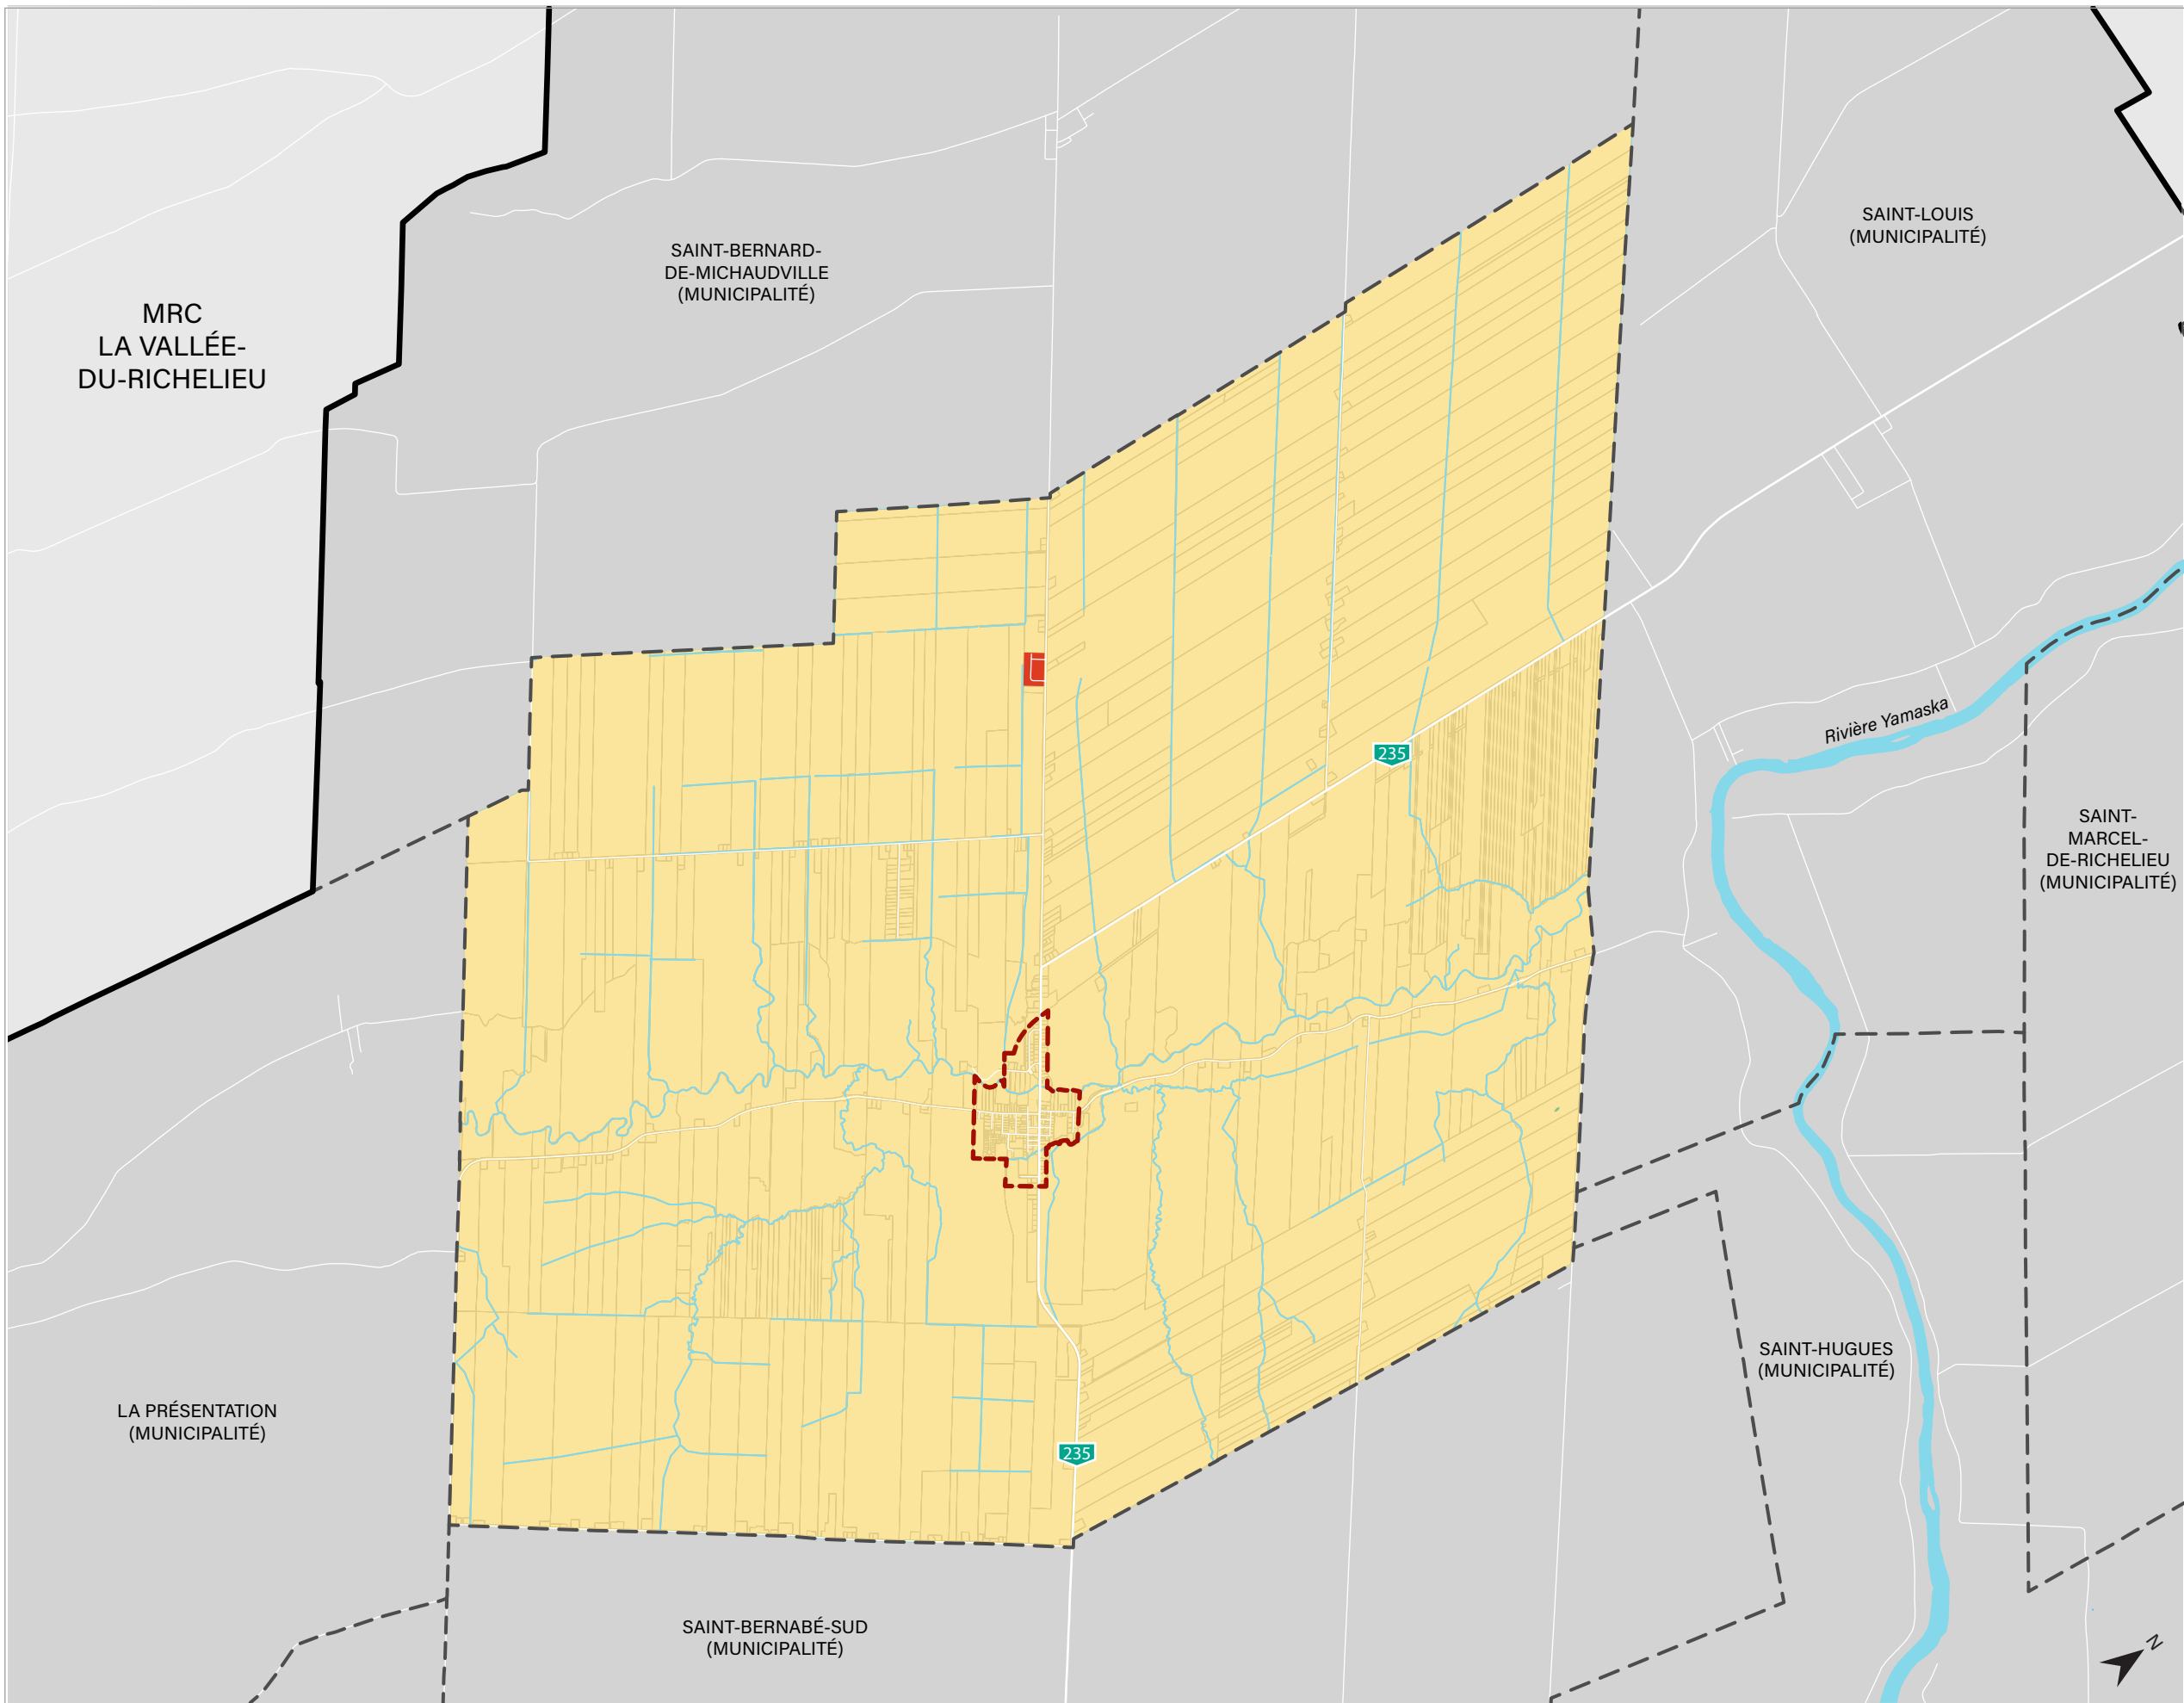 SAINT-LOUIS
(MUNICIPALITÉ)
SAINT-BERNARD-
DE-MICHAUDVILLE
(MUNICIPALITÉ)
MRC
LA VALLÉE-
DU-RICHELIEU
Rivière Yamaska
235
SAINT-
MARCEL-
DE-RICHELIEU
(MUNICIPALITÉ)
SAINT-HUGUES
(MUNICIPALITÉ)
LA PRÉSENTATION
(MUNICIPALITÉ)
235
SAINT-BERNABÉ-SUD
(MUNICIPALITÉ)
N